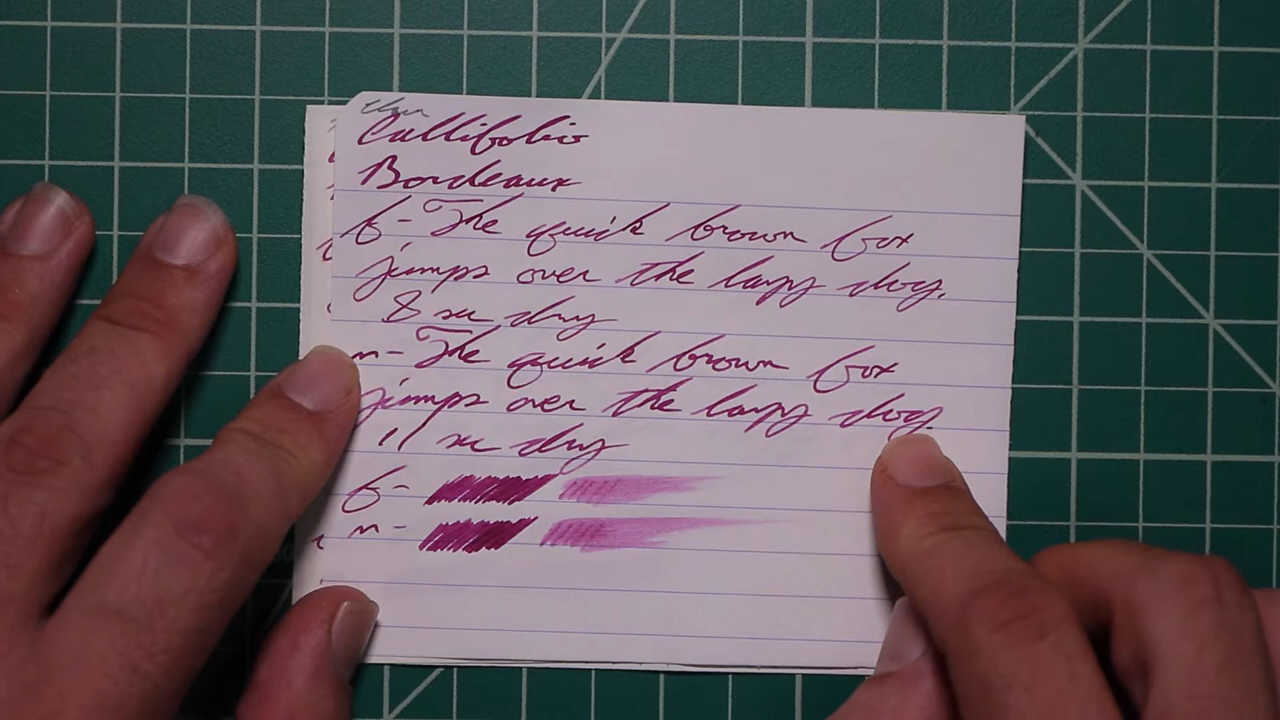 Callifolio
Bordeaux
f- The quick brown fox
jumps over the lazy dog.
8 sec dry
m- The quick brown fox
jumps over the lazy dog.
11 sec dry
f-
m-